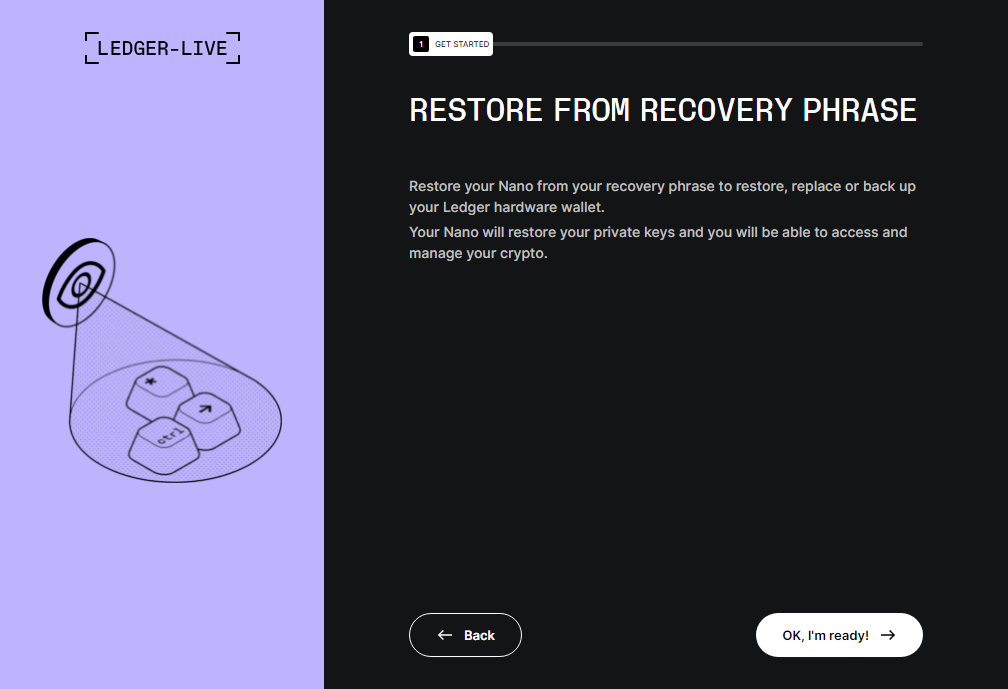 LEDGER-LIVE
1 GET STARTED
RESTORE FROM RECOVERY PHRASE
Restore your Nano from your recovery phrase to restore, replace or back up
your Ledger hardware wallet.
Your Nano will restore your private keys and you will be able to access and
manage your crypto.
*
ctrl
Back
OK, I'm ready!